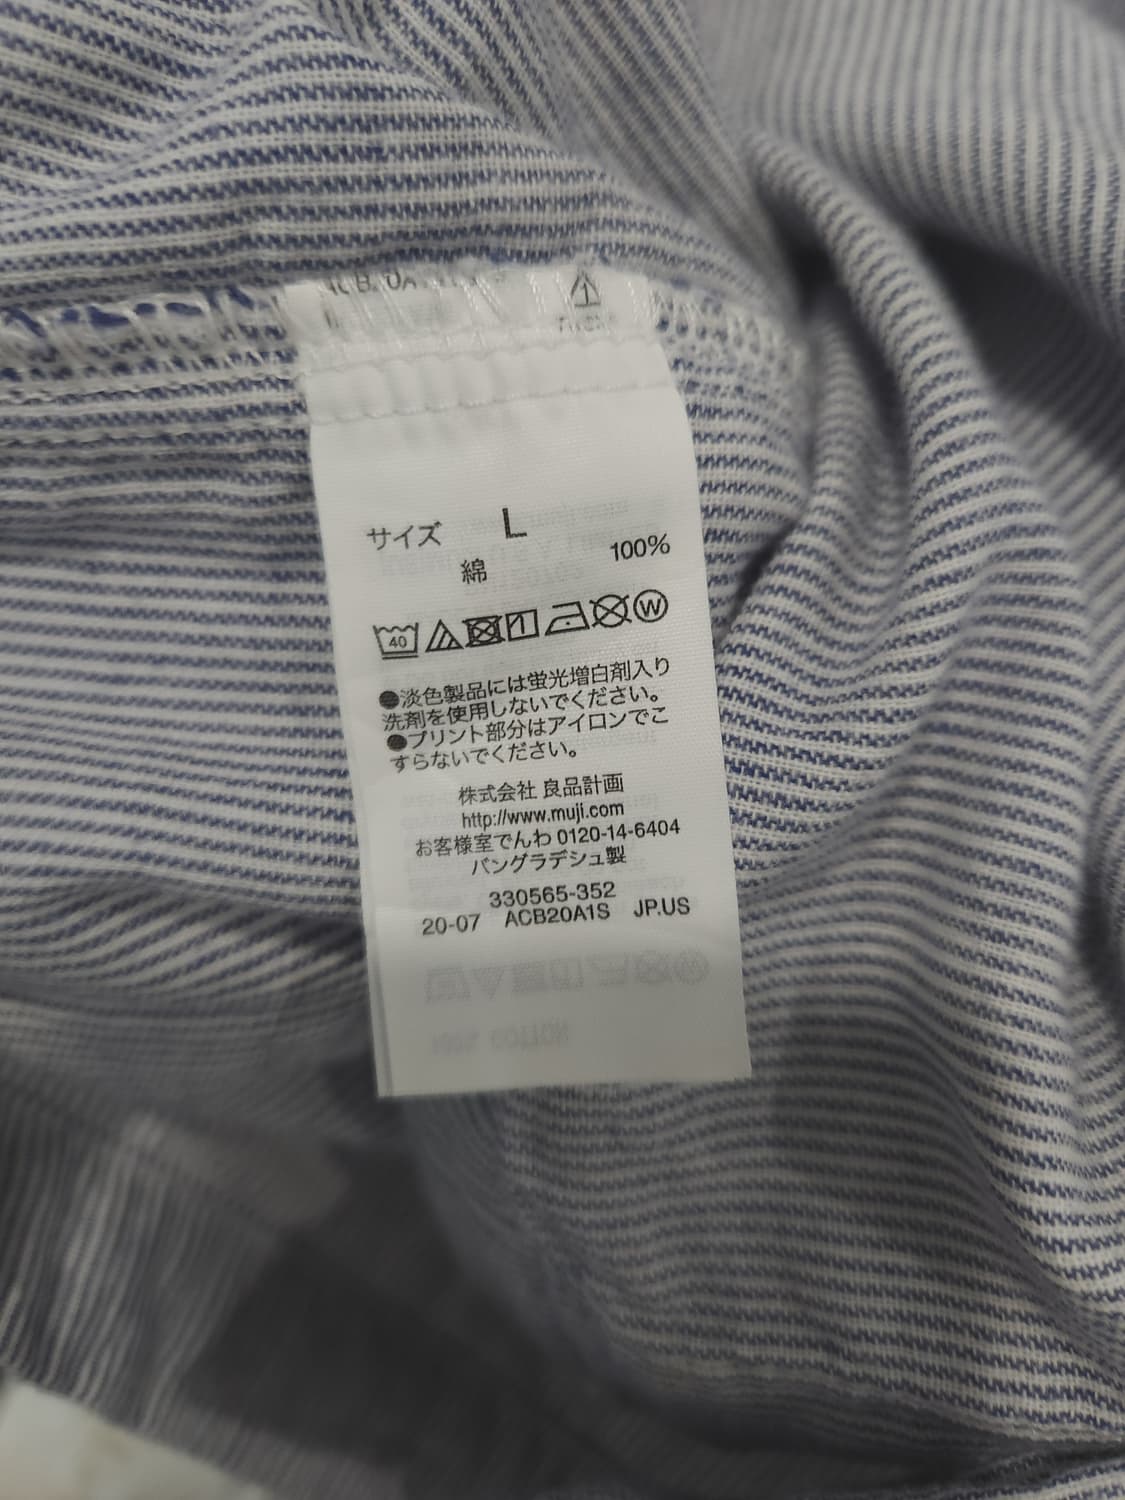 サイズ L
綿 100%
40 W
●淡色製品には蛍光増白剤入り
洗剤を使用しないでください。
●プリント部分はアイロンでこ
すらないでください。
株式会社 良品計画
http://www.muji.com
お客様室でんわ 0120-14-6404
バングラデシュ製
330565-352
20-07 ACB20A1S JP.US